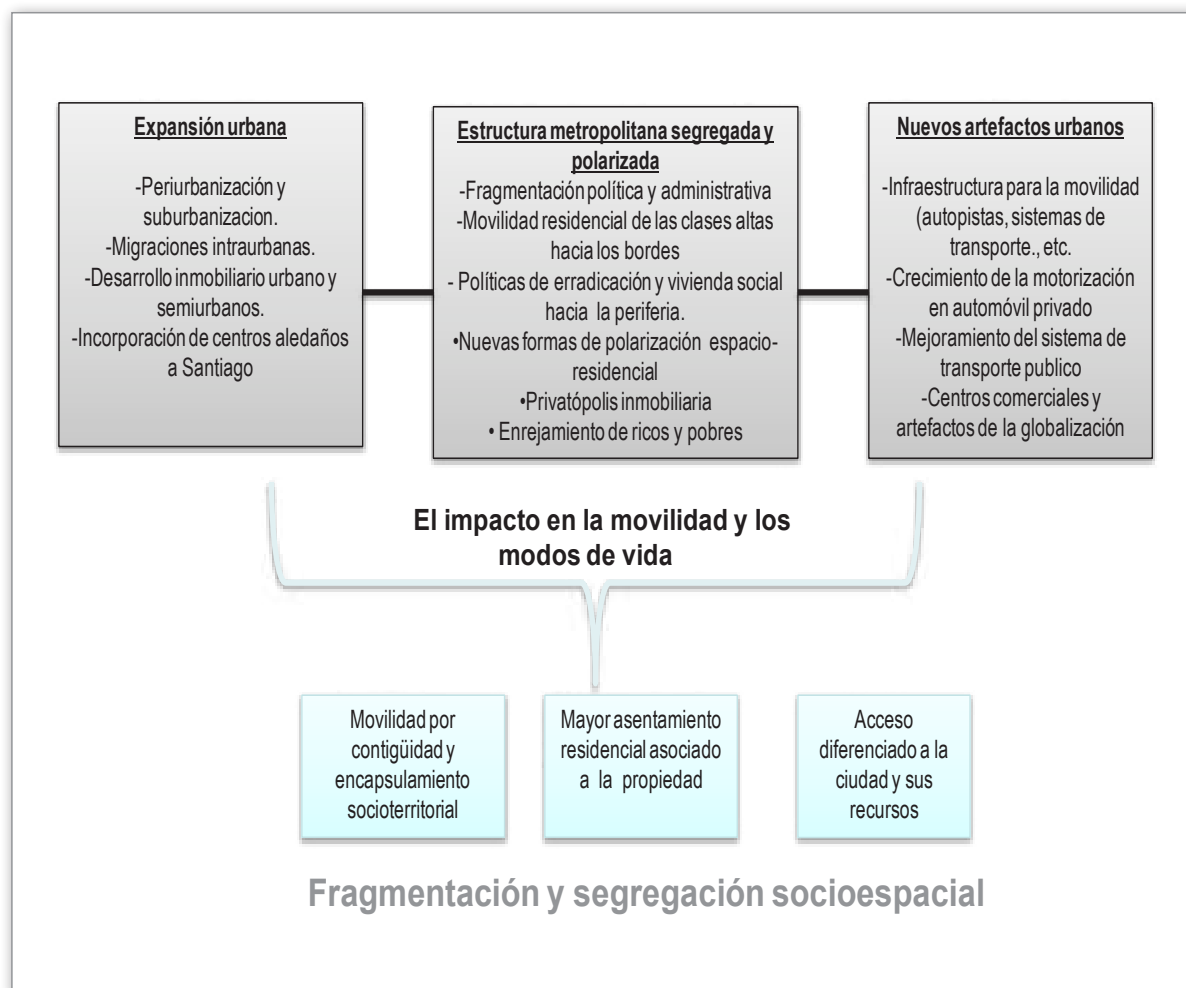 Expansión urbana
-Periurbanización y
suburbanizacion.
-Migraciones intraurbanas.
-Desarrollo inmobiliario urbano y
semiurbanos.
-Incorporación de centros aledaños
a Santiago
Estructura metropolitana segregada y
polarizada
-Fragmentación política y administrativa
-Movilidad residencial de las clases altas
hacia los bordes
- Políticas de erradicación y vivienda social
hacia la periferia.
•Nuevas formas de polarización espacio-
residencial
•Privatópolis inmobiliaria
• Enrejamiento de ricos y pobres
Nuevos artefactos urbanos
-Infraestructura para la movilidad
(autopistas, sistemas de
transporte., etc.
-Crecimiento de la motorización
en automóvil privado
-Mejoramiento del sistema de
transporte publico
-Centros comerciales y
artefactos de la globalización
El impacto en la movilidad y los
modos de vida
Movilidad por
contigüidad y
encapsulamiento
socioterritorial
Mayor asentamiento
residencial asociado
a la propiedad
Acceso
diferenciado a la
ciudad y sus
recursos
Fragmentación y segregación socioespacial